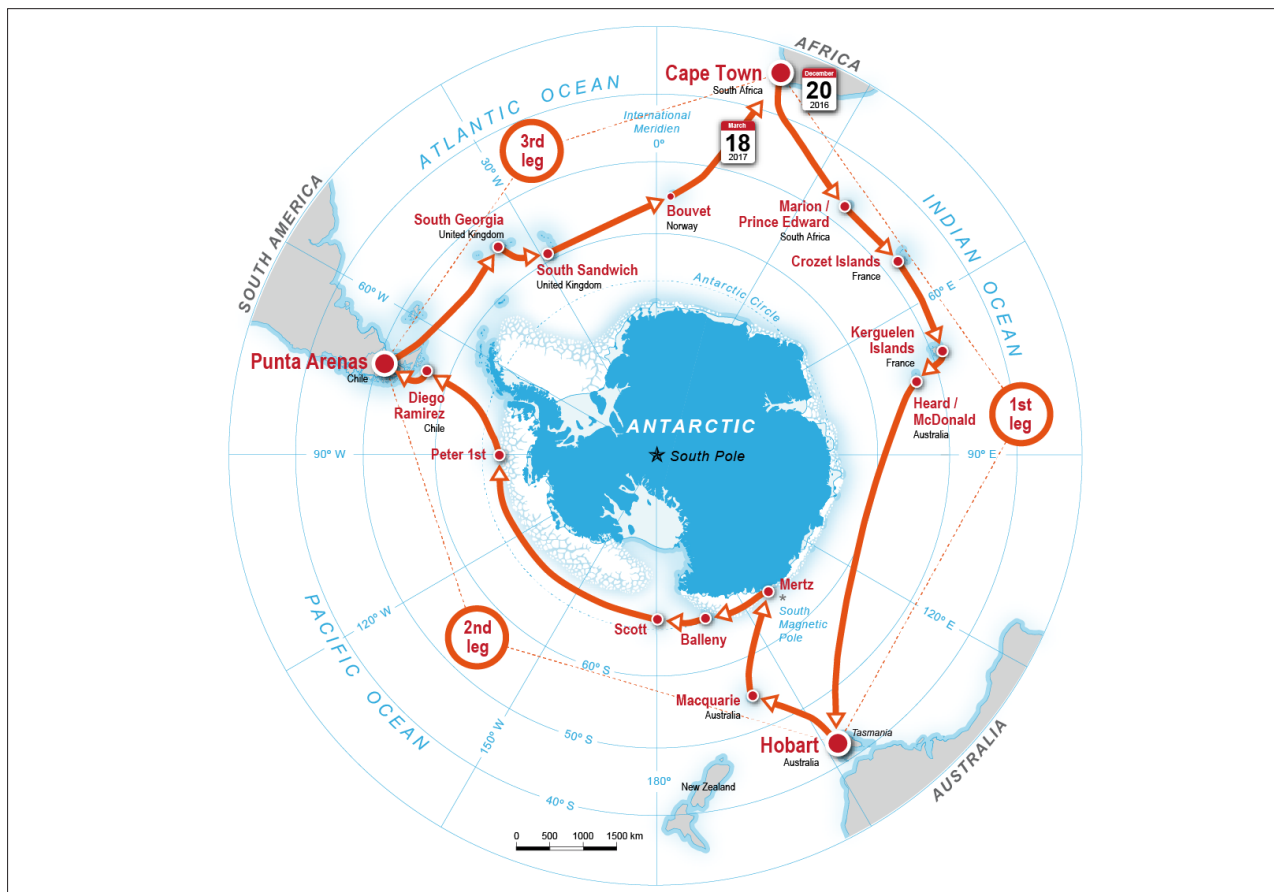 AFRICA
Cape Town
South Africa
December
20
2016
ATLANTIC OCEAN
International
Meridien
0°
March
18
2017
3rd
leg
30° W
Bouvet
Norway
Marion /
Prince Edward
South Africa
INDIAN OCEAN
SOUTH AMERICA
South Georgia
United Kingdom
South Sandwich
United Kingdom
Crozet Islands
France
60° E
Antarctic Circle
60° W
Kerguelen
Islands
France
Punta Arenas
Chile
Diego
Ramirez
Chile
Heard /
McDonald
Australia
1st
leg
ANTARCTIC
South Pole
90° W
Peter 1st
90° E
Mertz
*
South
Magnetic
Pole
120° E
Scott
Balleny
2nd
leg
120° W
PACIFIC OCEAN
60° S
Macquarie
Australia
150° W
50° S
Hobart
Australia
Tasmania
AUSTRALIA
180°
New Zealand
40° S
0 500 1000 1500 km